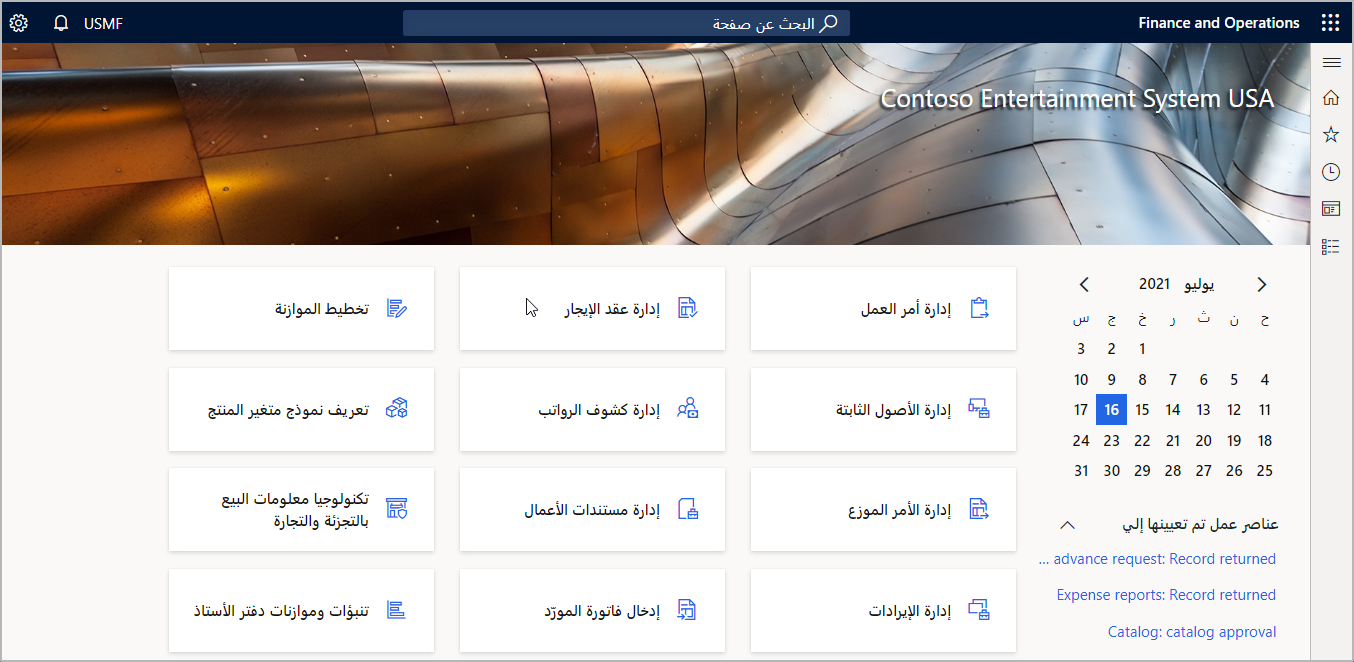 Finance and Operations
البحث عن صفحة
USMF
Contoso Entertainment System USA
يوليو 2021
ح ن ث ر خ ج س
1 2 3
4 5 6 7 8 9 10
11 12 13 14 15 16 17
18 19 20 21 22 23 24
25 26 27 28 29 30 31
عناصر عمل تم تعيينها إلي
advance request: Record returned ...
Expense reports: Record returned
Catalog: catalog approval
إدارة أمر العمل
إدارة عقد الإيجار
تخطيط الموازنة
إدارة الأصول الثابتة
إدارة كشوف الرواتب
تعريف نموذج متغير المنتج
إدارة الأمر الموزع
إدارة مستندات الأعمال
تكنولوجيا معلومات البيع
بالتجزئة والتجارة
إدارة الإيرادات
إدخال فاتورة المورّد
تنبؤات وموازنات دفتر الأستاذ